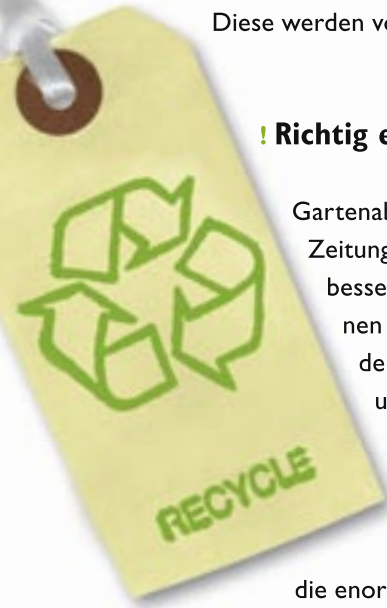 Diese werden vo
! Richtig e
Gartenal
Zeitung
besse
nen
de
u
RECYCLE
die enor